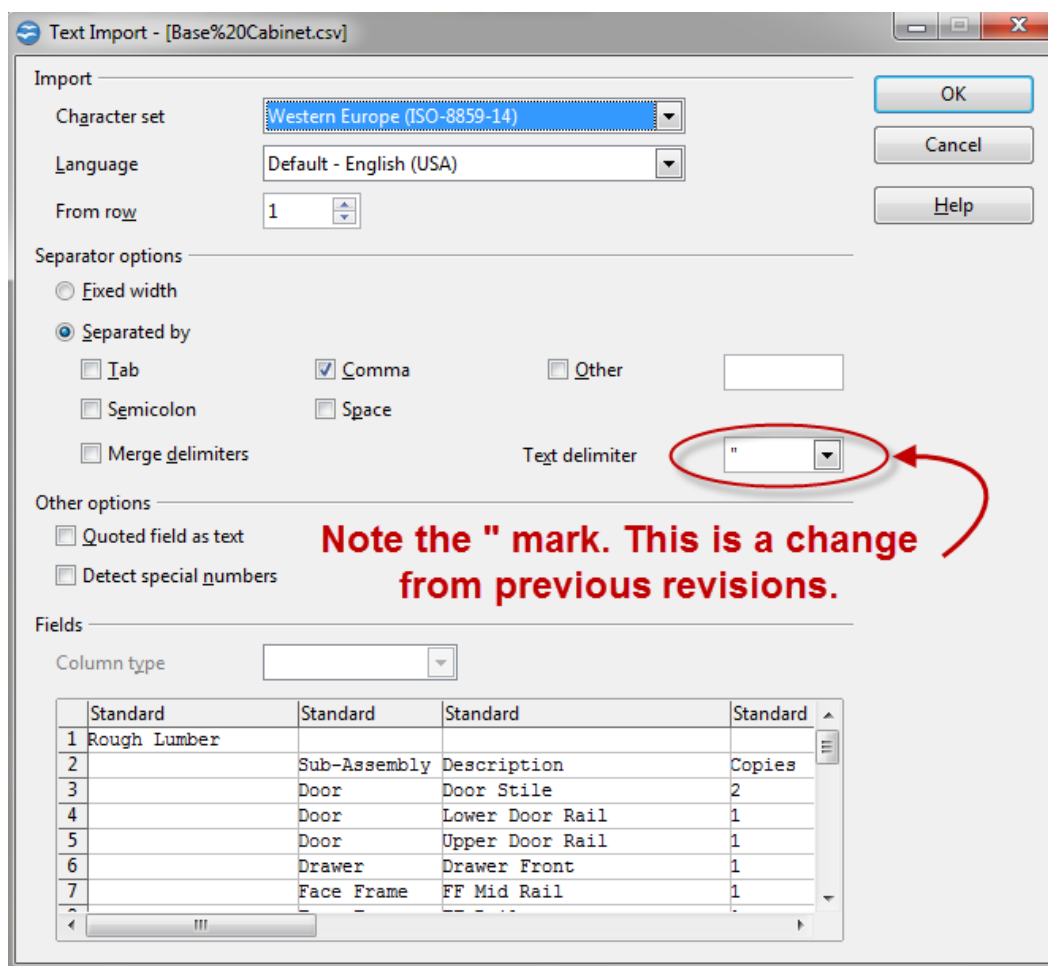 Text Import - [Base%20Cabinet.csv]
Import
OK
Character set
Western Europe (ISO-8859-14)
Cancel
Language
Default - English (USA)
From row
1
Help
Separator options
Fixed width
Separated by
Tab
Comma
Other
Semicolon
Space
Merge delimiters
Text delimiter
"
Other options
Quoted field as text
Detect special numbers
Note the " mark. This is a change
from previous revisions.
Fields
Column type
Standard Standard Standard Standard
1 Rough Lumber
2 Sub-Assembly Description Copies
3 Door Door Stile 2
4 Door Lower Door Rail 1
5 Door Upper Door Rail 1
6 Drawer Drawer Front 1
7 Face Frame FF Mid Rail 1